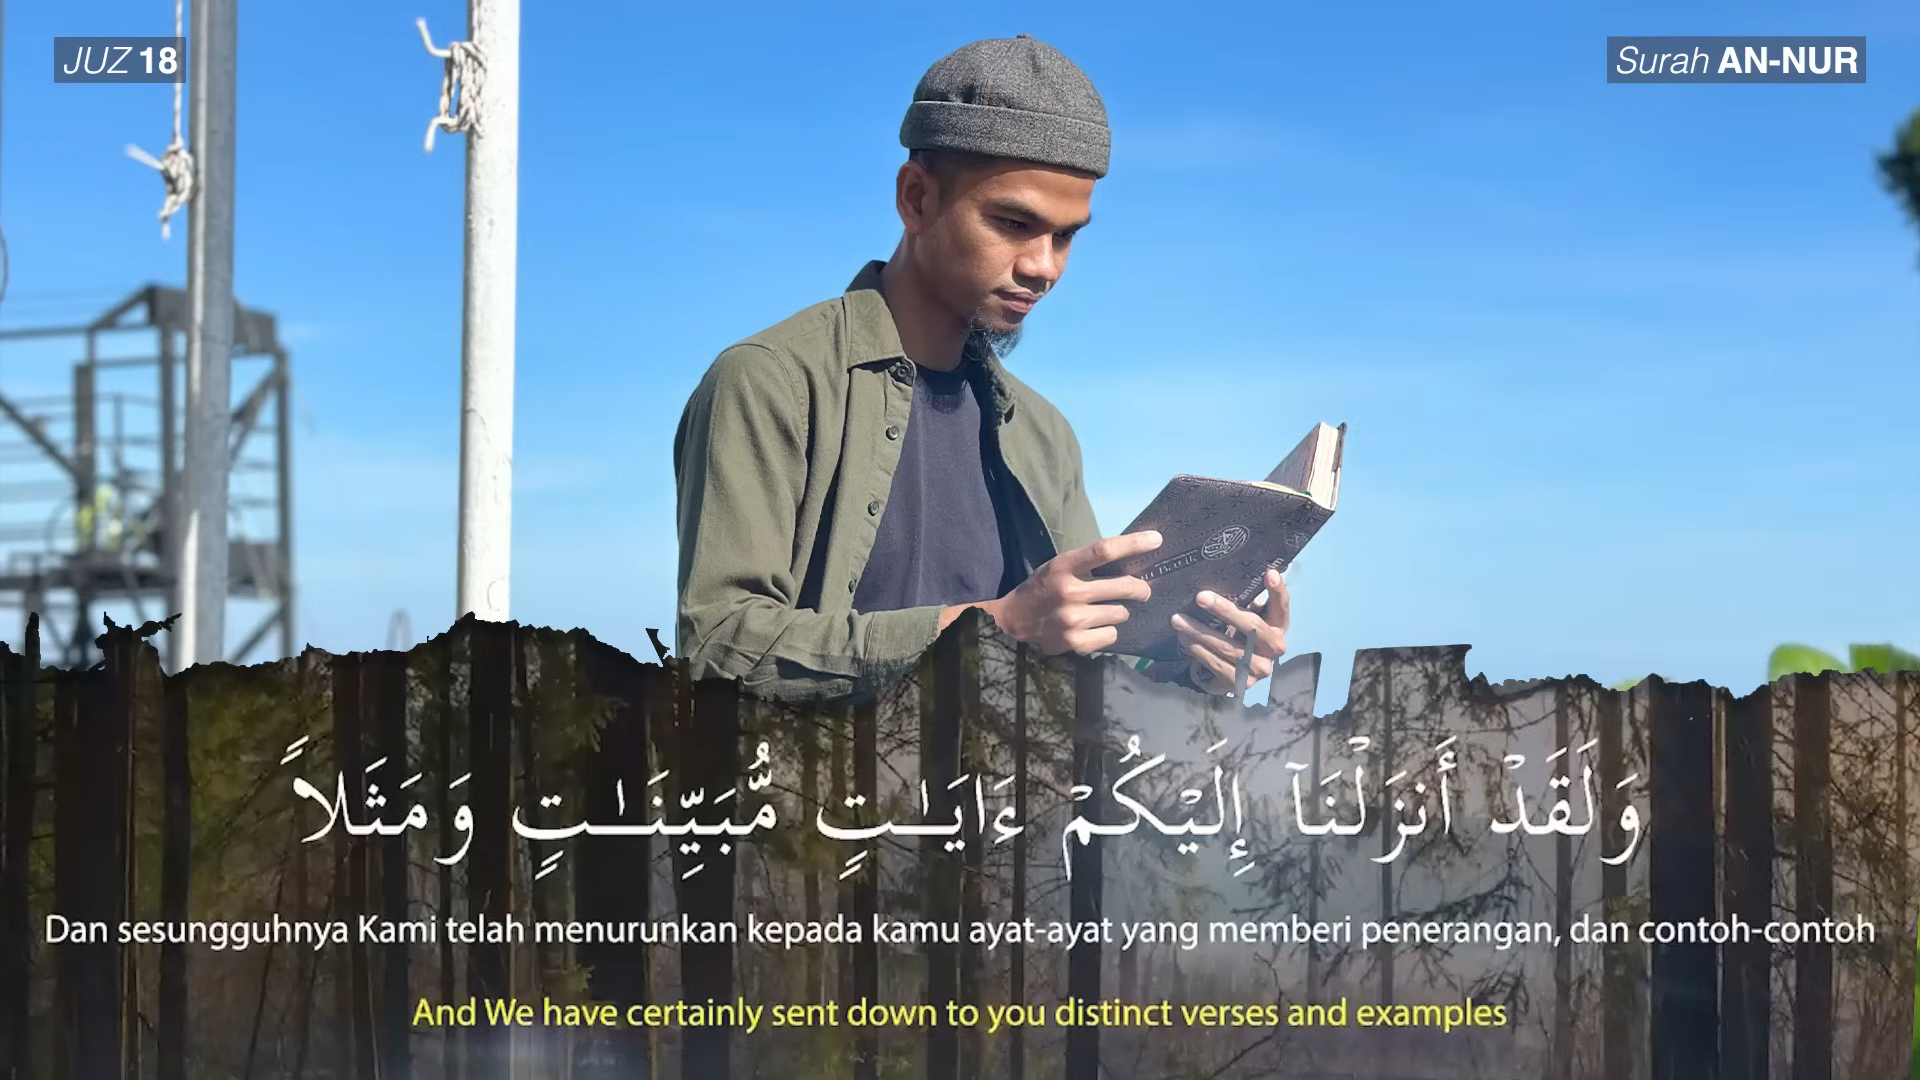 JUZ 18
Surah AN-NUR
وَلَقَدْ أَنزَلْنَآ إِلَيْكُمْ ءَايَـٰتٍ مُّبَيِّنَـٰتٍ وَمَثَلاً
Dan sesungguhnya Kami telah menurunkan kepada kamu ayat-ayat yang memberi penerangan, dan contoh-contoh
And We have certainly sent down to you distinct verses and examples